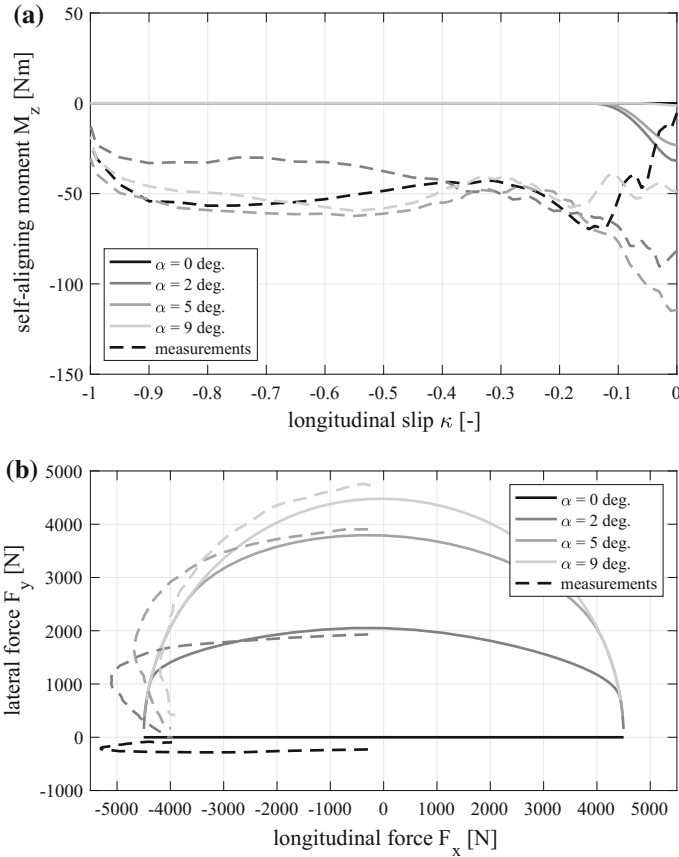 (a)
50
0
-50
-100
-150
self-aligning moment M_z [Nm]
α = 0 deg.
α = 2 deg.
α = 5 deg.
α = 9 deg.
measurements
-1 -0.9 -0.8 -0.7 -0.6 -0.5 -0.4 -0.3 -0.2 -0.1 0
longitudinal slip κ [-]
(b)
5000
4000
3000
2000
1000
0
-1000
lateral force F_y [N]
α = 0 deg.
α = 2 deg.
α = 5 deg.
α = 9 deg.
measurements
-5000 -4000 -3000 -2000 -1000 0 1000 2000 3000 4000 5000
longitudinal force F_x [N]